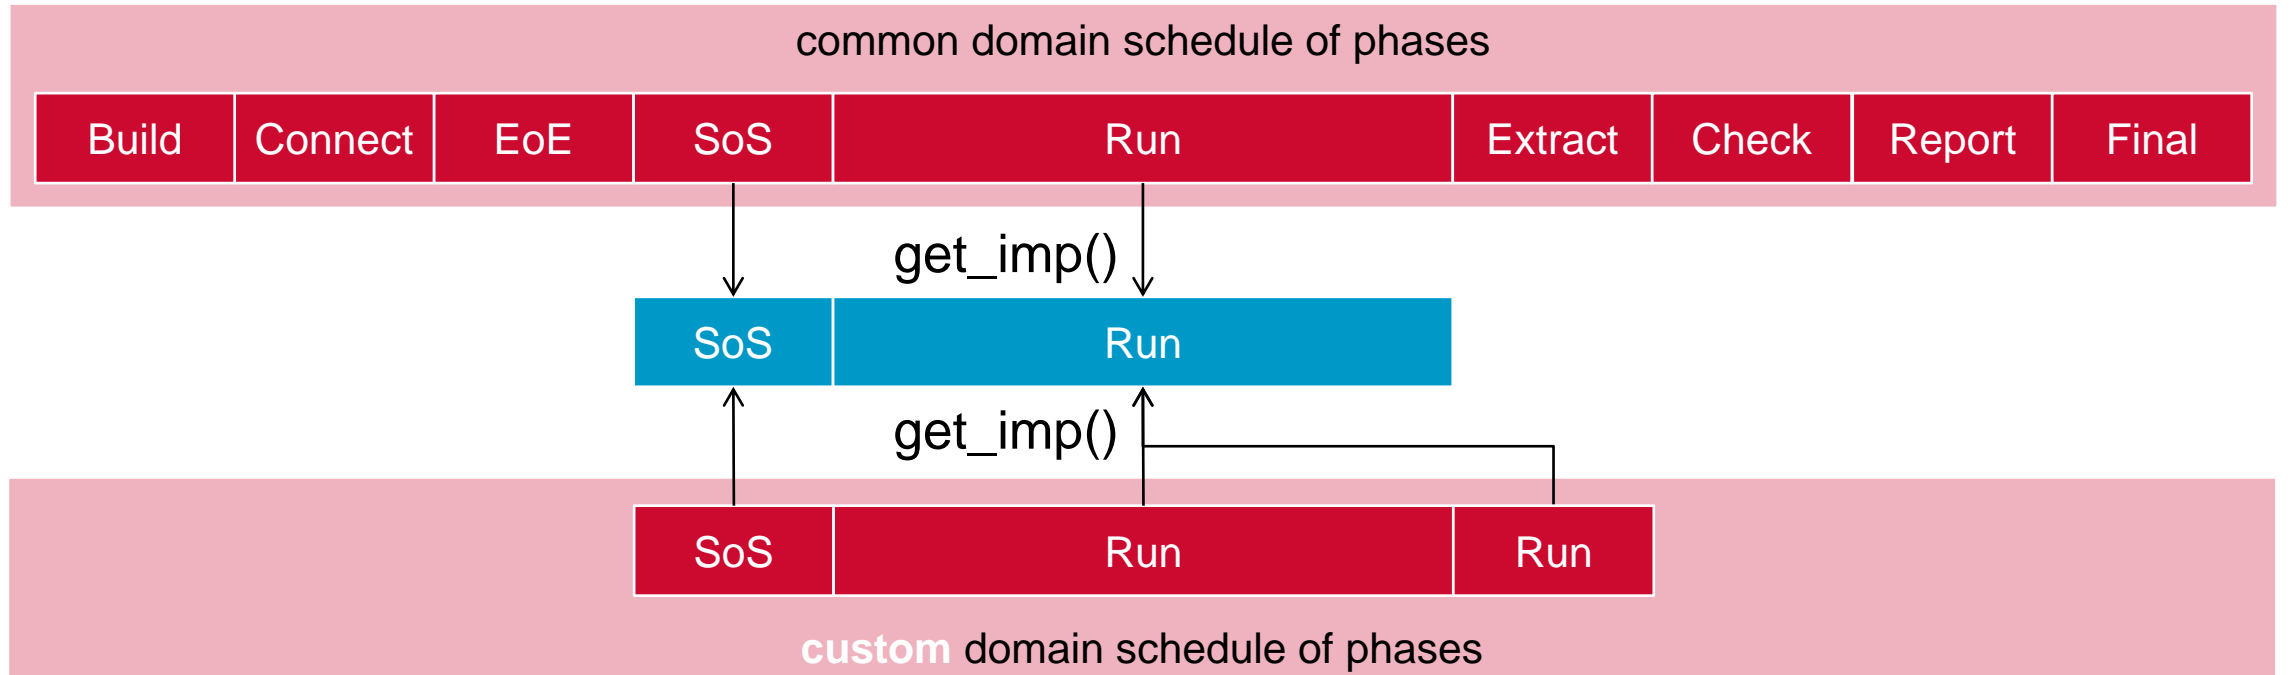 common domain schedule of phases
Build Connect EoE SoS Run Extract Check Report Final
get_imp()
SoS Run
get_imp()
SoS Run Run
custom domain schedule of phases